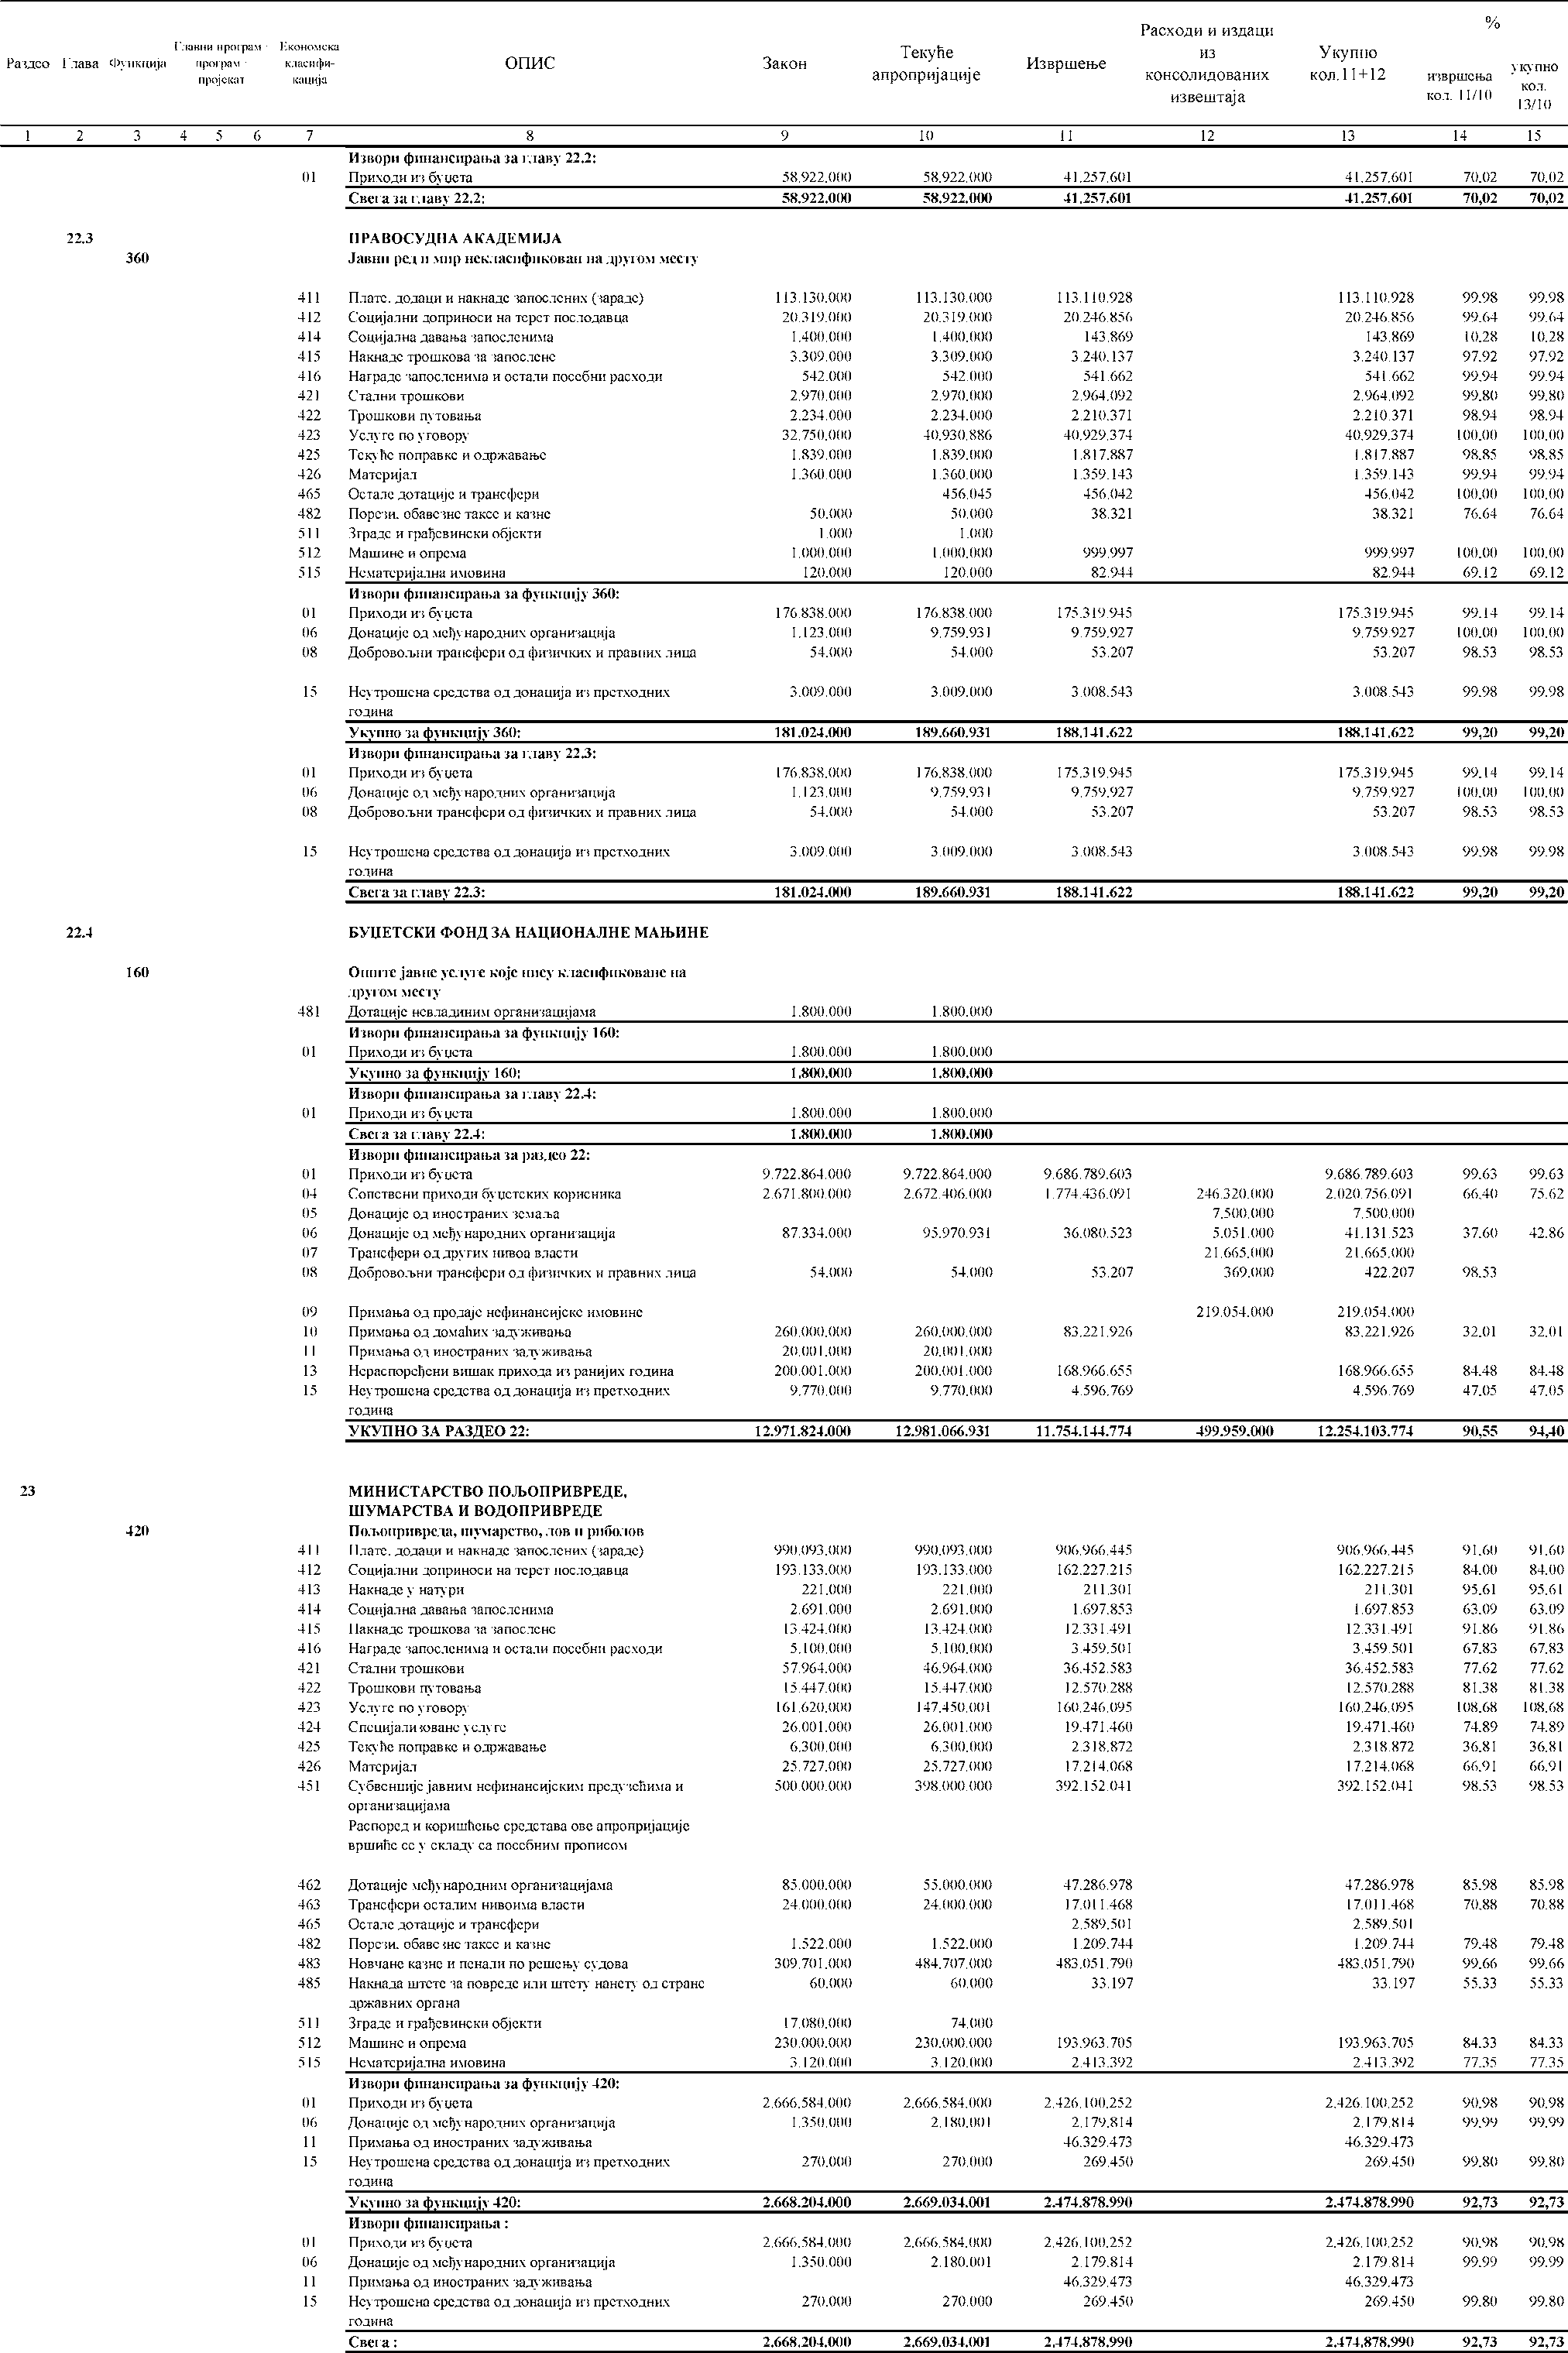 Раздео Глава Функција Главни програм - програм - пројекат Економска класифи-кација ОПИС Закон Текуће апропријације Извршење Расходи и издаци из консолидованих извештаја Укупно кол.11+12 % извршења кол. 11/10 укупно кол. 13/10
1 2 3 4 5 6 7 8 9 10 11 12 13 14 15
Извори финансирања за главу 22.2:
01 Приходи из буџета 58.922.000 58.922.000 41.257.601 41.257.601 70,02 70,02
Свега за главу 22.2: 58.922.000 58.922.000 41.257.601 41.257.601 70,02 70,02
22.3 ПРАВОСУДНА АКАДЕМИЈА
360 Јавни ред и мир некласификован на другом месту
411 Плате, додаци и накнаде запослених (зараде) 113.130.000 113.130.000 113.110.928 113.110.928 99,98 99,98
412 Социјални доприноси на терет послодавца 20.319.000 20.319.000 20.246.856 20.246.856 99,64 99,64
414 Социјална давања запосленима 1.400.000 1.400.000 143.869 143.869 10,28 10,28
415 Накнаде трошкова за запослене 3.309.000 3.309.000 3.240.137 3.240.137 97,92 97,92
416 Награде запосленима и остали посебни расходи 542.000 542.000 541.662 541.662 99,94 99,94
421 Стални трошкови 2.970.000 2.970.000 2.964.092 2.964.092 99,80 99,80
422 Трошкови путовања 2.234.000 2.234.000 2.210.371 2.210.371 98,94 98,94
423 Услуге по уговору 32.750.000 40.930.886 40.929.374 40.929.374 100,00 100,00
425 Текуће поправке и одржавање 1.839.000 1.839.000 1.817.887 1.817.887 98,85 98,85
426 Материјал 1.360.000 1.360.000 1.359.143 1.359.143 99,94 99,94
465 Остале дотације и трансфери 456.045 456.042 456.042 100,00 100,00
482 Порези, обавезне таксе и казне 50.000 50.000 38.321 38.321 76,64 76,64
511 Зграде и грађевински објекти 1.000 1.000
512 Машине и опрема 1.000.000 1.000.000 999.997 999.997 100,00 100,00
515 Нематеријална имовина 120.000 120.000 82.944 82.944 69,12 69,12
Извори финансирања за функцију 360:
01 Приходи из буџета 176.838.000 176.838.000 175.319.945 175.319.945 99,14 99,14
06 Донације од међународних организација 1.123.000 9.759.931 9.759.927 9.759.927 100,00 100,00
08 Добровољни трансфери од физичких и правних лица 54.000 54.000 53.207 53.207 98,53 98,53
15 Неутрошена средства од донација из претходних 3.009.000 3.009.000 3.008.543 3.008.543 99,98 99,98
година
Укупно за функцију 360: 181.024.000 189.660.931 188.141.622 188.141.622 99,20 99,20
Извори финансирања за главу 22.3:
01 Приходи из буџета 176.838.000 176.838.000 175.319.945 175.319.945 99,14 99,14
06 Донације од међународних организација 1.123.000 9.759.931 9.759.927 9.759.927 100,00 100,00
08 Добровољни трансфери од физичких и правних лица 54.000 54.000 53.207 53.207 98,53 98,53
15 Неутрошена средства од донација из претходних 3.009.000 3.009.000 3.008.543 3.008.543 99,98 99,98
година
Свега за главу 22.3: 181.024.000 189.660.931 188.141.622 188.141.622 99,20 99,20
22.4 БУЏЕТСКИ ФОНД ЗА НАЦИОНАЛНЕ МАЊИНЕ
160 Опште јавне услуге које нису класификоване на
другом месту
481 Дотације невладиним организацијама 1.800.000 1.800.000
Извори финансирања за функцију 160:
01 Приходи из буџета 1.800.000 1.800.000
Укупно за функцију 160: 1.800.000 1.800.000
Извори финансирања за главу 22.4:
01 Приходи из буџета 1.800.000 1.800.000
Свега за главу 22.4: 1.800.000 1.800.000
Извори финансирања за раздео 22:
01 Приходи из буџета 9.722.864.000 9.722.864.000 9.686.789.603 9.686.789.603 99,63 99,63
04 Сопствени приходи буџетских корисника 2.671.800.000 2.672.406.000 1.774.436.091 246.320.000 2.020.756.091 66,40 75,62
05 Донације од иностраних земаља 7.500.000 7.500.000
06 Донације од међународних организација 87.334.000 95.970.931 36.080.523 5.051.000 41.131.523 37,60 42,86
07 Трансфери од других нивоа власти 21.665.000 21.665.000
08 Добровољни трансфери од физичких и правних лица 54.000 54.000 53.207 369.000 422.207 98,53
09 Примања од продаје нефинансијске имовине 219.054.000 219.054.000
10 Примања од домаћих задуживања 260.000.000 260.000.000 83.221.926 83.221.926 32,01 32,01
11 Примања од иностраних задуживања 20.001.000 20.001.000
13 Нераспоређени вишак прихода из ранијих година 200.001.000 200.001.000 168.966.655 168.966.655 84,48 84,48
15 Неутрошена средства од донација из претходних 9.770.000 9.770.000 4.596.769 4.596.769 47,05 47,05
година
УКУПНО ЗА РАЗДЕО 22: 12.971.824.000 12.981.066.931 11.754.144.774 499.959.000 12.254.103.774 90,55 94,40
23 МИНИСТАРСТВО ПОЉОПРИВРЕДЕ,
ШУМАРСТВА И ВОДОПРИВРЕДЕ
420 Пољопривреда, шумарство, лов и риболов
411 Плате, додаци и накнаде запослених (зараде) 990.093.000 990.093.000 906.966.445 906.966.445 91,60 91,60
412 Социјални доприноси на терет послодавца 193.133.000 193.133.000 162.227.215 162.227.215 84,00 84,00
413 Накнаде у натури 221.000 221.000 211.301 211.301 95,61 95,61
414 Социјална давања запосленима 2.691.000 2.691.000 1.697.853 1.697.853 63,09 63,09
415 Накнаде трошкова за запослене 13.424.000 13.424.000 12.331.491 12.331.491 91,86 91,86
416 Награде запосленима и остали посебни расходи 5.100.000 5.100.000 3.459.501 3.459.501 67,83 67,83
421 Стални трошкови 57.964.000 46.964.000 36.452.583 36.452.583 77,62 77,62
422 Трошкови путовања 15.447.000 15.447.000 12.570.288 12.570.288 81,38 81,38
423 Услуге по уговору 161.620.000 147.450.001 160.246.095 160.246.095 108,68 108,68
424 Специјализоване услуге 26.001.000 26.001.000 19.471.460 19.471.460 74,89 74,89
425 Текуће поправке и одржавање 6.300.000 6.300.000 2.318.872 2.318.872 36,81 36,81
426 Материјал 25.727.000 25.727.000 17.214.068 17.214.068 66,91 66,91
451 Субвенције јавним нефинансијским предузећима и 500.000.000 398.000.000 392.152.041 392.152.041 98,53 98,53
организацијама
Распоред и коришћење средстава ове апропријације
вршиће се у складу са посебним прописом
462 Дотације међународним организацијама 85.000.000 55.000.000 47.286.978 47.286.978 85,98 85,98
463 Трансфери осталим нивоима власти 24.000.000 24.000.000 17.011.468 17.011.468 70,88 70,88
465 Остале дотације и трансфери 2.589.501 2.589.501
482 Порези, обавезне таксе и казне 1.522.000 1.522.000 1.209.744 1.209.744 79,48 79,48
483 Новчане казне и пенали по решењу судова 309.701.000 484.707.000 483.051.790 483.051.790 99,66 99,66
485 Накнада штете за повреде или штету нанету од стране 60.000 60.000 33.197 33.197 55,33 55,33
државних органа
511 Зграде и грађевински објекти 17.080.000 74.000
512 Машине и опрема 230.000.000 230.000.000 193.963.705 193.963.705 84,33 84,33
515 Нематеријална имовина 3.120.000 3.120.000 2.413.392 2.413.392 77,35 77,35
Извори финансирања за функцију 420:
01 Приходи из буџета 2.666.584.000 2.666.584.000 2.426.100.252 2.426.100.252 90,98 90,98
06 Донације од међународних организација 1.350.000 2.180.001 2.179.814 2.179.814 99,99 99,99
11 Примања од иностраних задуживања 46.329.473 46.329.473
15 Неутрошена средства од донација из претходних 270.000 270.000 269.450 269.450 99,80 99,80
година
Укупно за функцију 420: 2.668.204.000 2.669.034.001 2.474.878.990 2.474.878.990 92,73 92,73
Извори финансирања :
01 Приходи из буџета 2.666.584.000 2.666.584.000 2.426.100.252 2.426.100.252 90,98 90,98
06 Донације од међународних организација 1.350.000 2.180.001 2.179.814 2.179.814 99,99 99,99
11 Примања од иностраних задуживања 46.329.473 46.329.473
15 Неутрошена средства од донација из претходних 270.000 270.000 269.450 269.450 99,80 99,80
година
Свега : 2.668.204.000 2.669.034.001 2.474.878.990 2.474.878.990 92,73 92,73